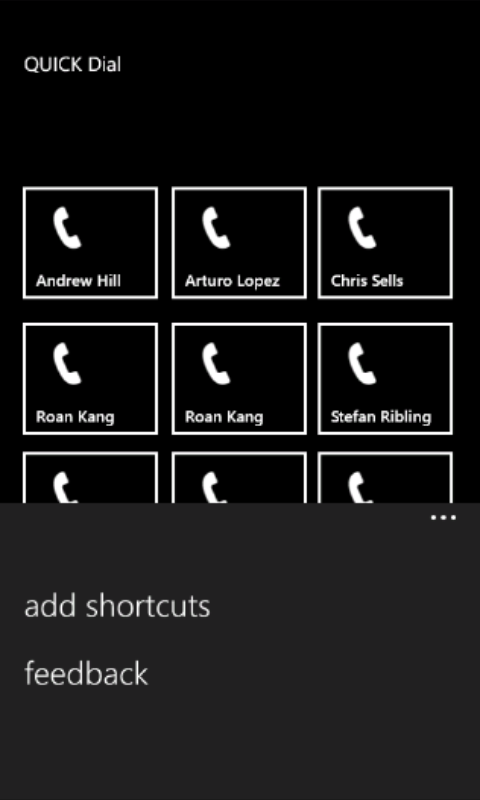 QUICK Dial
Andrew Hill
Arturo Lopez
Chris Sells
Roan Kang
Roan Kang
Stefan Ribling
add shortcuts
feedback